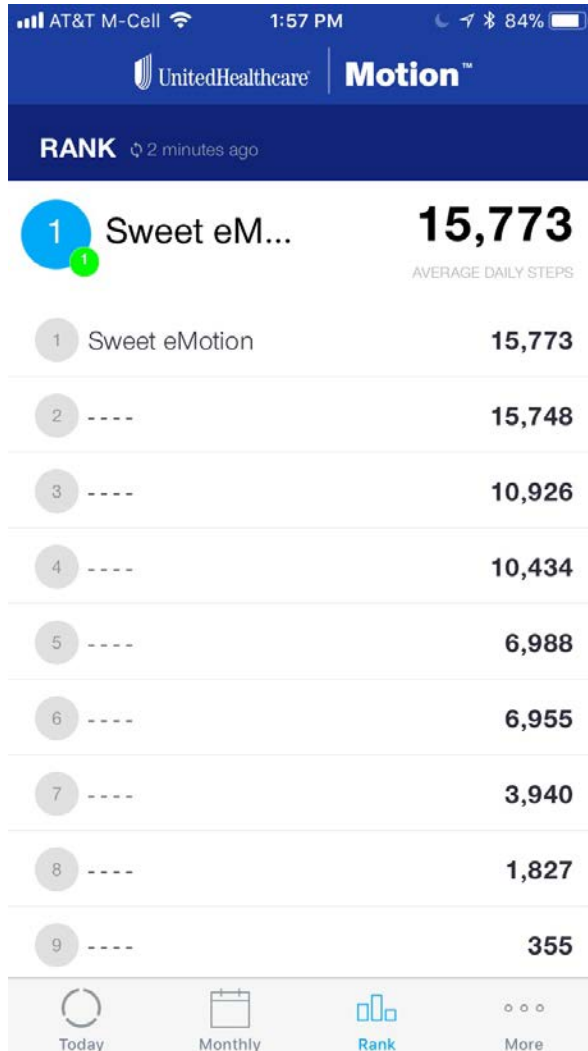 AT&T M-Cell 1:57 PM 84%
UnitedHealthcare® Motion™
RANK 2 minutes ago
1 1 Sweet eM... 15,773
AVERAGE DAILY STEPS
1 Sweet eMotion 15,773
2 ---- 15,748
3 ---- 10,926
4 ---- 10,434
5 ---- 6,988
6 ---- 6,955
7 ---- 3,940
8 ---- 1,827
9 ---- 355
Today Monthly Rank More